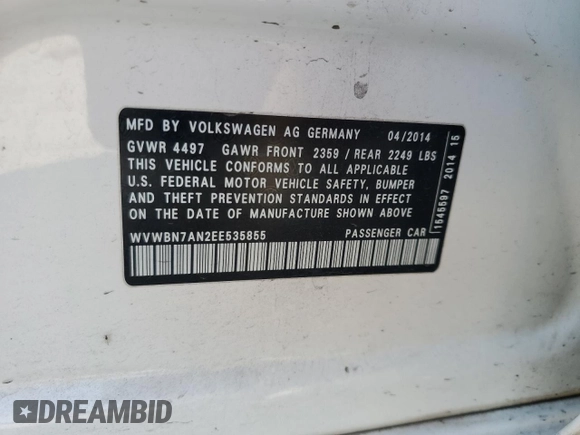 MFD BY VOLKSWAGEN AG GERMANY 04/2014
GVWR 4497 GAWR FRONT 2359 / REAR 2249 LBS
THIS VEHICLE CONFORMS TO ALL APPLICABLE
U.S. FEDERAL MOTOR VEHICLE SAFETY, BUMPER
AND THEFT PREVENTION STANDARDS IN EFFECT
ON THE DATE OF MANUFACTURE SHOWN ABOVE
WVWBN7AN2EE535855 PASSENGER CAR
1545597 2014 15
DREAMBID